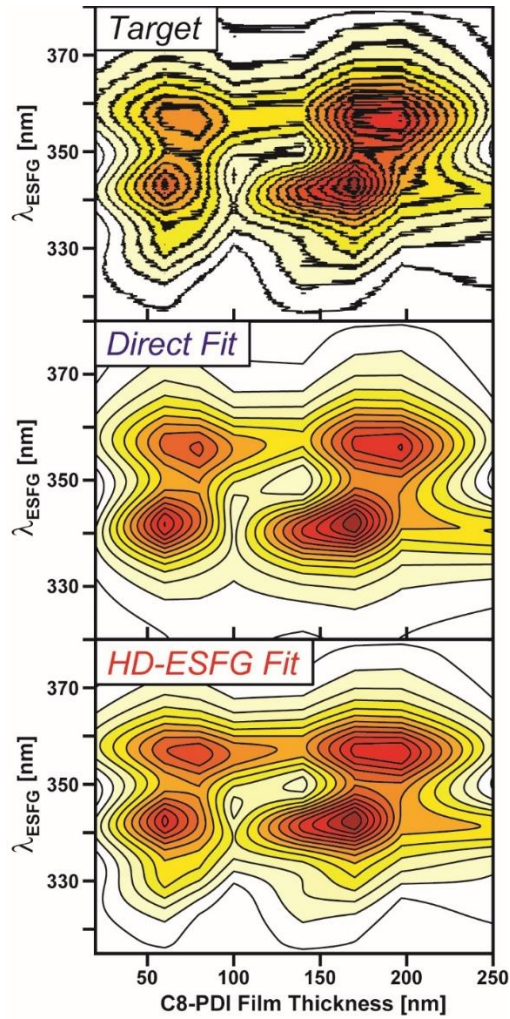 Target
370
350
330
λESFG [nm]
Direct Fit
370
350
330
λESFG [nm]
HD-ESFG Fit
370
350
330
λESFG [nm]
50 100 150 200 250
C8-PDI Film Thickness [nm]